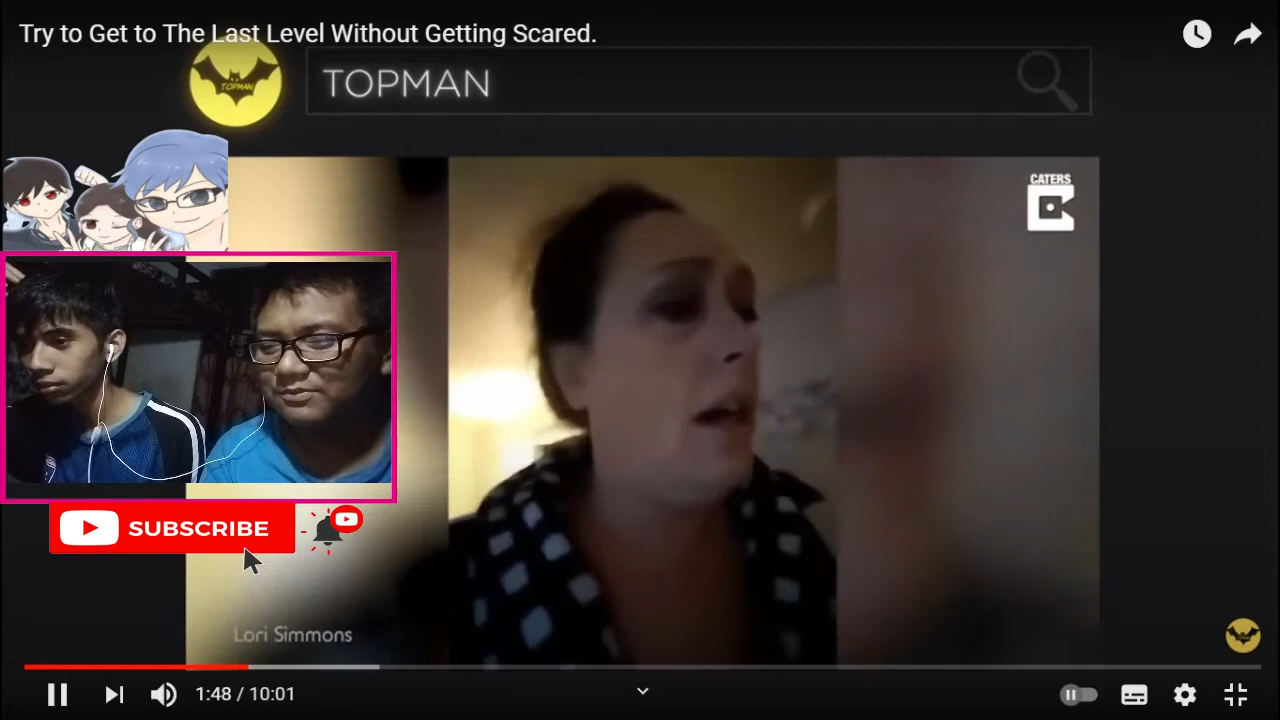 Try to Get to The Last Level Without Getting Scared.
TOPMAN
TOPMAN
CATERS
SUBSCRIBE
Lori Simmons
1:48 / 10:01